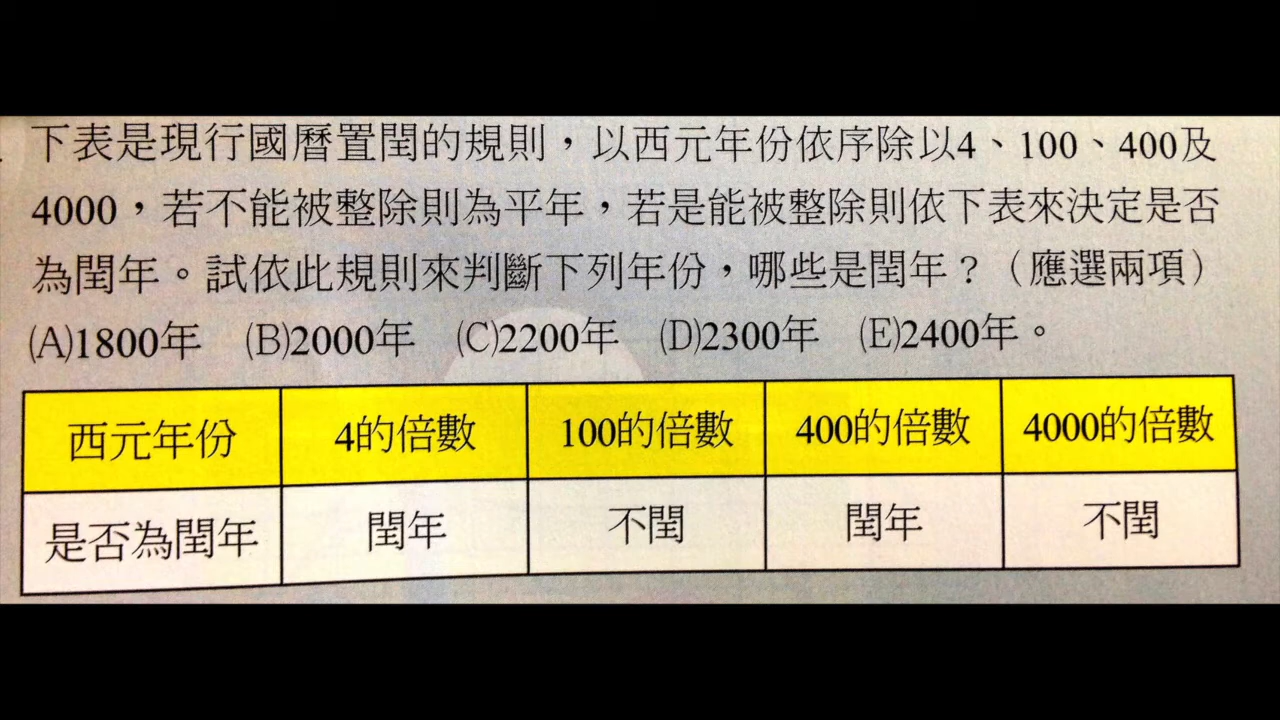 下表是現行國曆置閏的規則，以西元年份依序除以4、100、400及
4000，若不能被整除則為平年，若是能被整除則依下表來決定是否
為閏年。試依此規則來判斷下列年份，哪些是閏年？（應選兩項）
(A)1800年 (B)2000年 (C)2200年 (D)2300年 (E)2400年。
西元年份 4的倍數 100的倍數 400的倍數 4000的倍數
是否為閏年 閏年 不閏 閏年 不閏